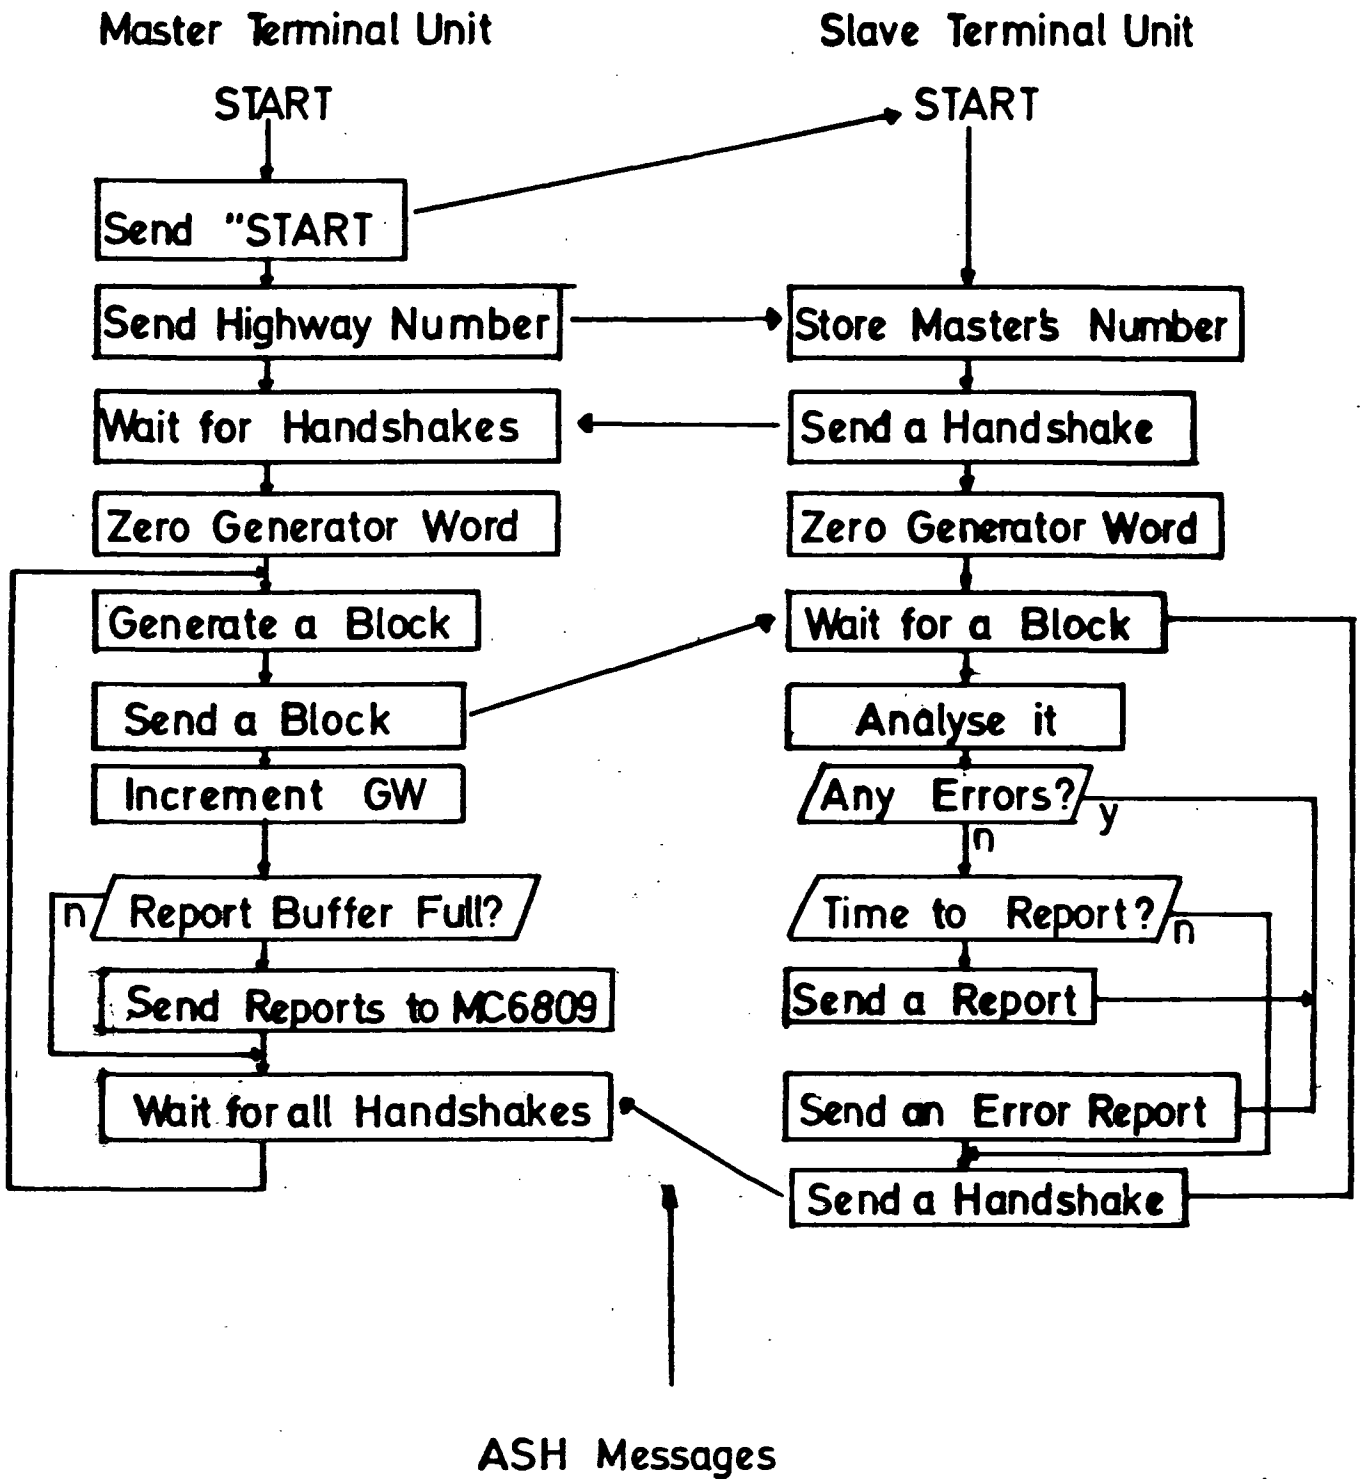 Master Terminal Unit
START
Send "START
Send Highway Number
Wait for Handshakes
Zero Generator Word
Generate a Block
Send a Block
Increment GW
Report Buffer Full?
n
Send Reports to MC6809
Wait for all Handshakes
Slave Terminal Unit
START
Store Master's Number
Send a Handshake
Zero Generator Word
Wait for a Block
Analyse it
Any Errors?
y
n
Time to Report?
n
Send a Report
Send an Error Report
Send a Handshake
ASH Messages